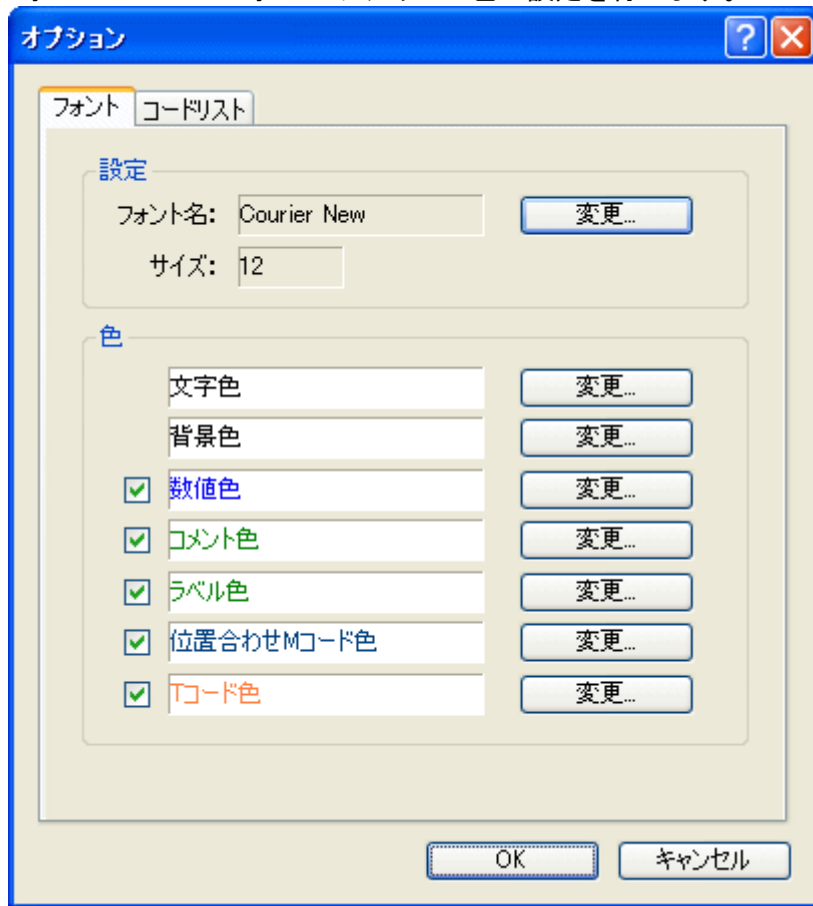 オプション
フォント コードリスト
設定
フォント名: Courier New 変更...
サイズ: 12
色
文字色 変更...
背景色 変更...
数値色 変更...
コメント色 変更...
ラベル色 変更...
位置合わせMコード色 変更...
Tコード色 変更...
OK キャンセル